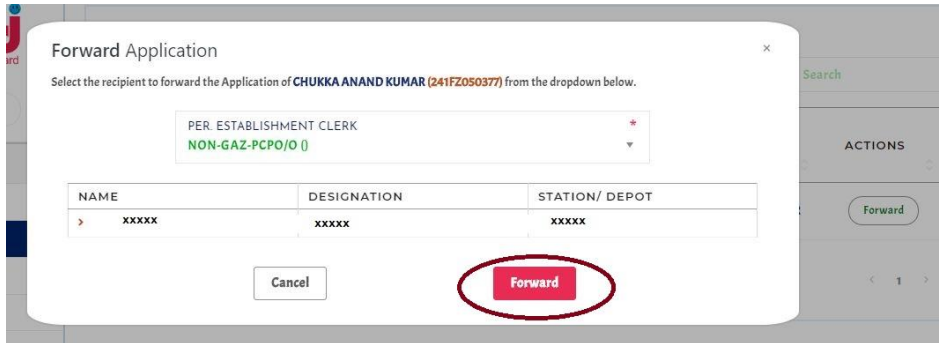 j
ard
Forward Application
×
Select the recipient to forward the Application of CHUKKA ANAND KUMAR (241FZ050377) from the dropdown below.
Search
PER. ESTABLISHMENT CLERK *
NON-GAZ-PCPO/O ()
ACTIONS
NAME DESIGNATION STATION/ DEPOT
xxxxx xxxxx xxxxx
Forward
Cancel Forward
< 1 >